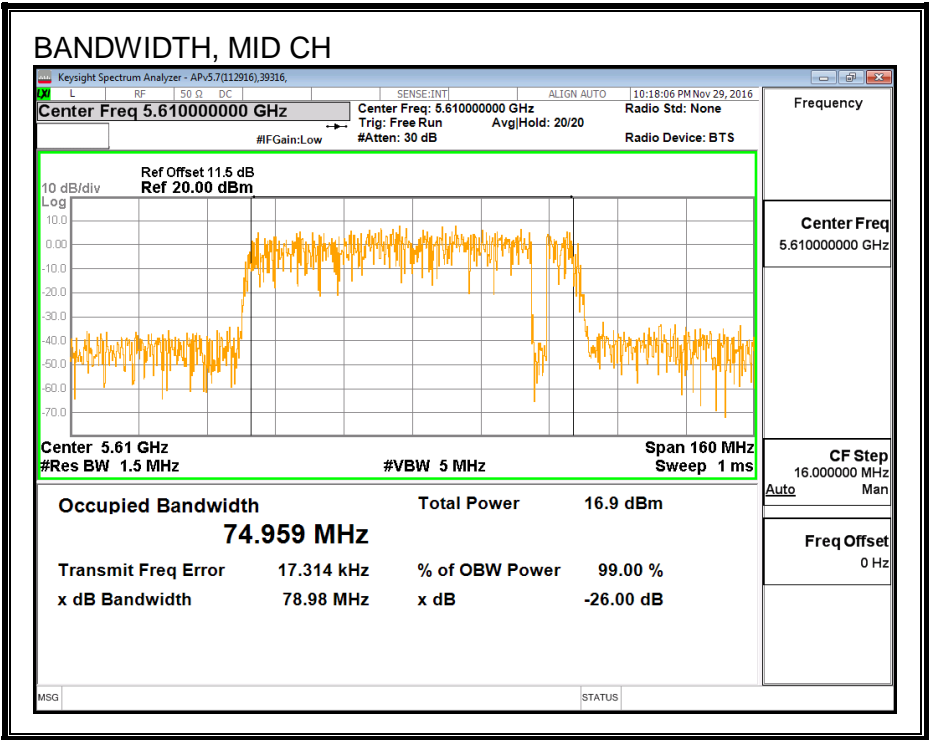 BANDWIDTH, MID CH
Keysight Spectrum Analyzer - APv5.7(112916),39316,
LXI L RF 50 Ω DC SENSE:INT ALIGN AUTO 10:18:06 PM Nov 29, 2016
Center Freq 5.610000000 GHz
Center Freq: 5.610000000 GHz Radio Std: None
Trig: Free Run Avg|Hold: 20/20
#IFGain:Low #Atten: 30 dB Radio Device: BTS
Ref Offset 11.5 dB
10 dB/div Ref 20.00 dBm
Log
10.0
0.00
-10.0
-20.0
-30.0
-40.0
-50.0
-60.0
-70.0
Center 5.61 GHz Span 160 MHz
#Res BW 1.5 MHz #VBW 5 MHz Sweep 1 ms
Occupied Bandwidth Total Power 16.9 dBm
74.959 MHz
Transmit Freq Error 17.314 kHz % of OBW Power 99.00 %
x dB Bandwidth 78.98 MHz x dB -26.00 dB
MSG STATUS
Frequency
Center Freq
5.610000000 GHz
CF Step
16.000000 MHz
Auto Man
Freq Offset
0 Hz